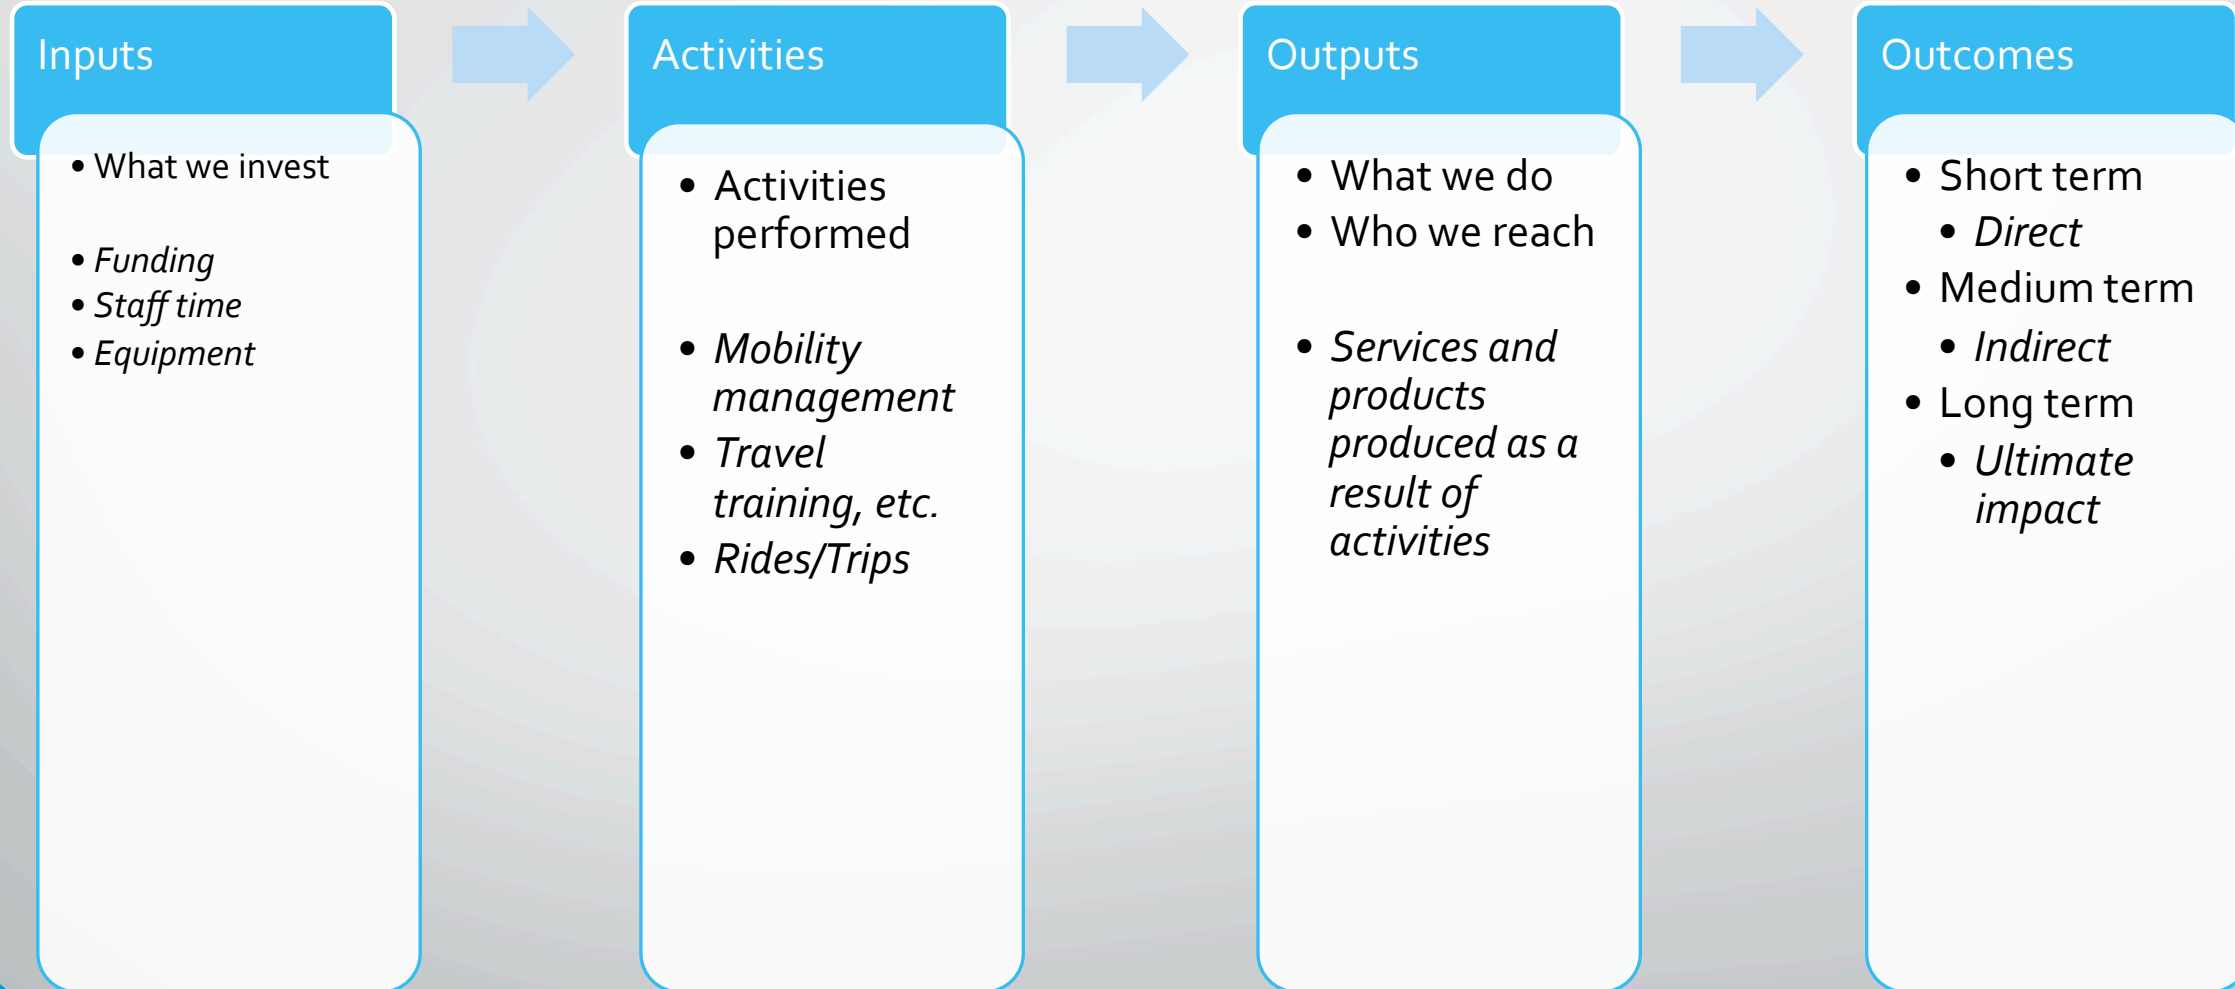 Inputs
• What we invest
• Funding
• Staff time
• Equipment
Activities
• Activities
performed
• Mobility
management
• Travel
training, etc.
• Rides/Trips
Outputs
• What we do
• Who we reach
• Services and
products
produced as a
result of
activities
Outcomes
• Short term
• Direct
• Medium term
• Indirect
• Long term
• Ultimate
impact